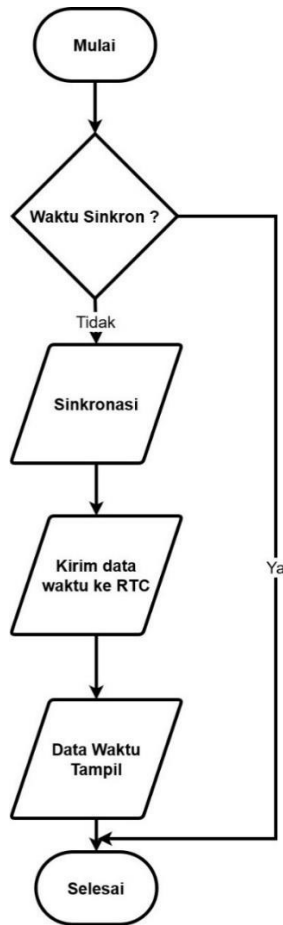 Mulai
Waktu Sinkron ?
Tidak
Sinkronasi
Kirim data
waktu ke RTC
Ya
Data Waktu
Tampil
Selesai